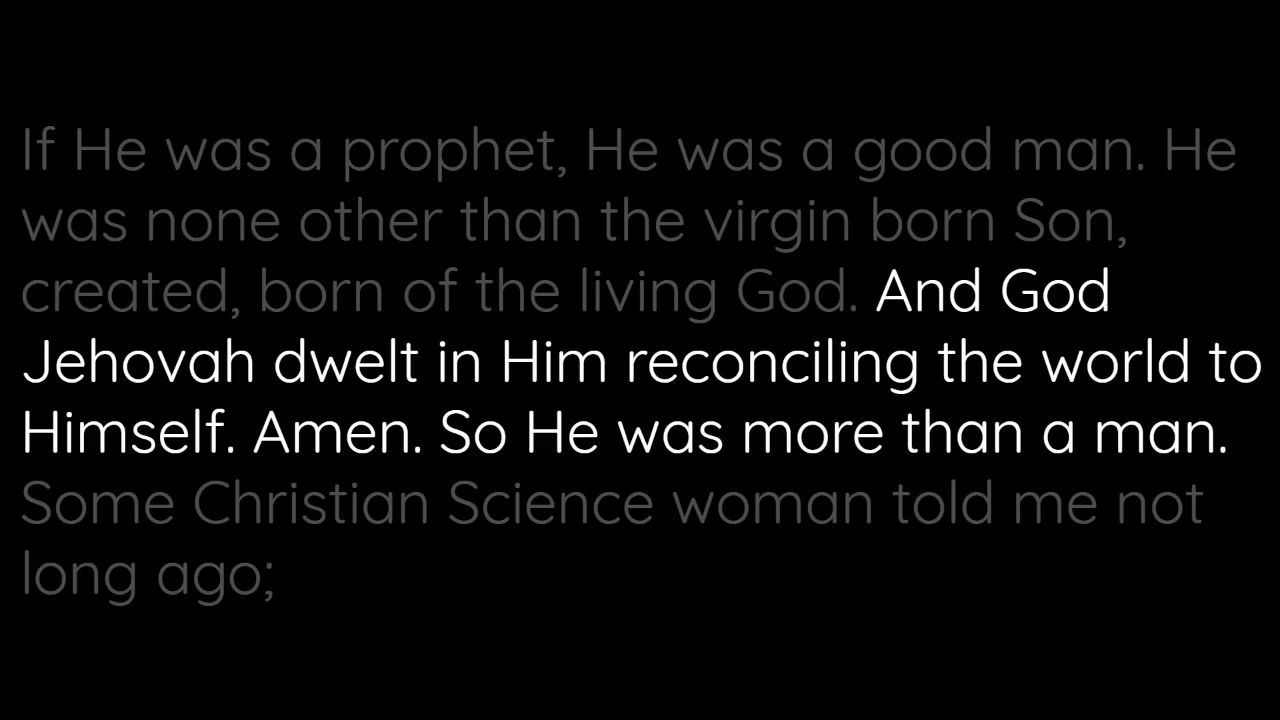 If He was a prophet, He was a good man. He
was none other than the virgin born Son,
created, born of the living God. And God
Jehovah dwelt in Him reconciling the world to
Himself. Amen. So He was more than a man.
Some Christian Science woman told me not
long ago;